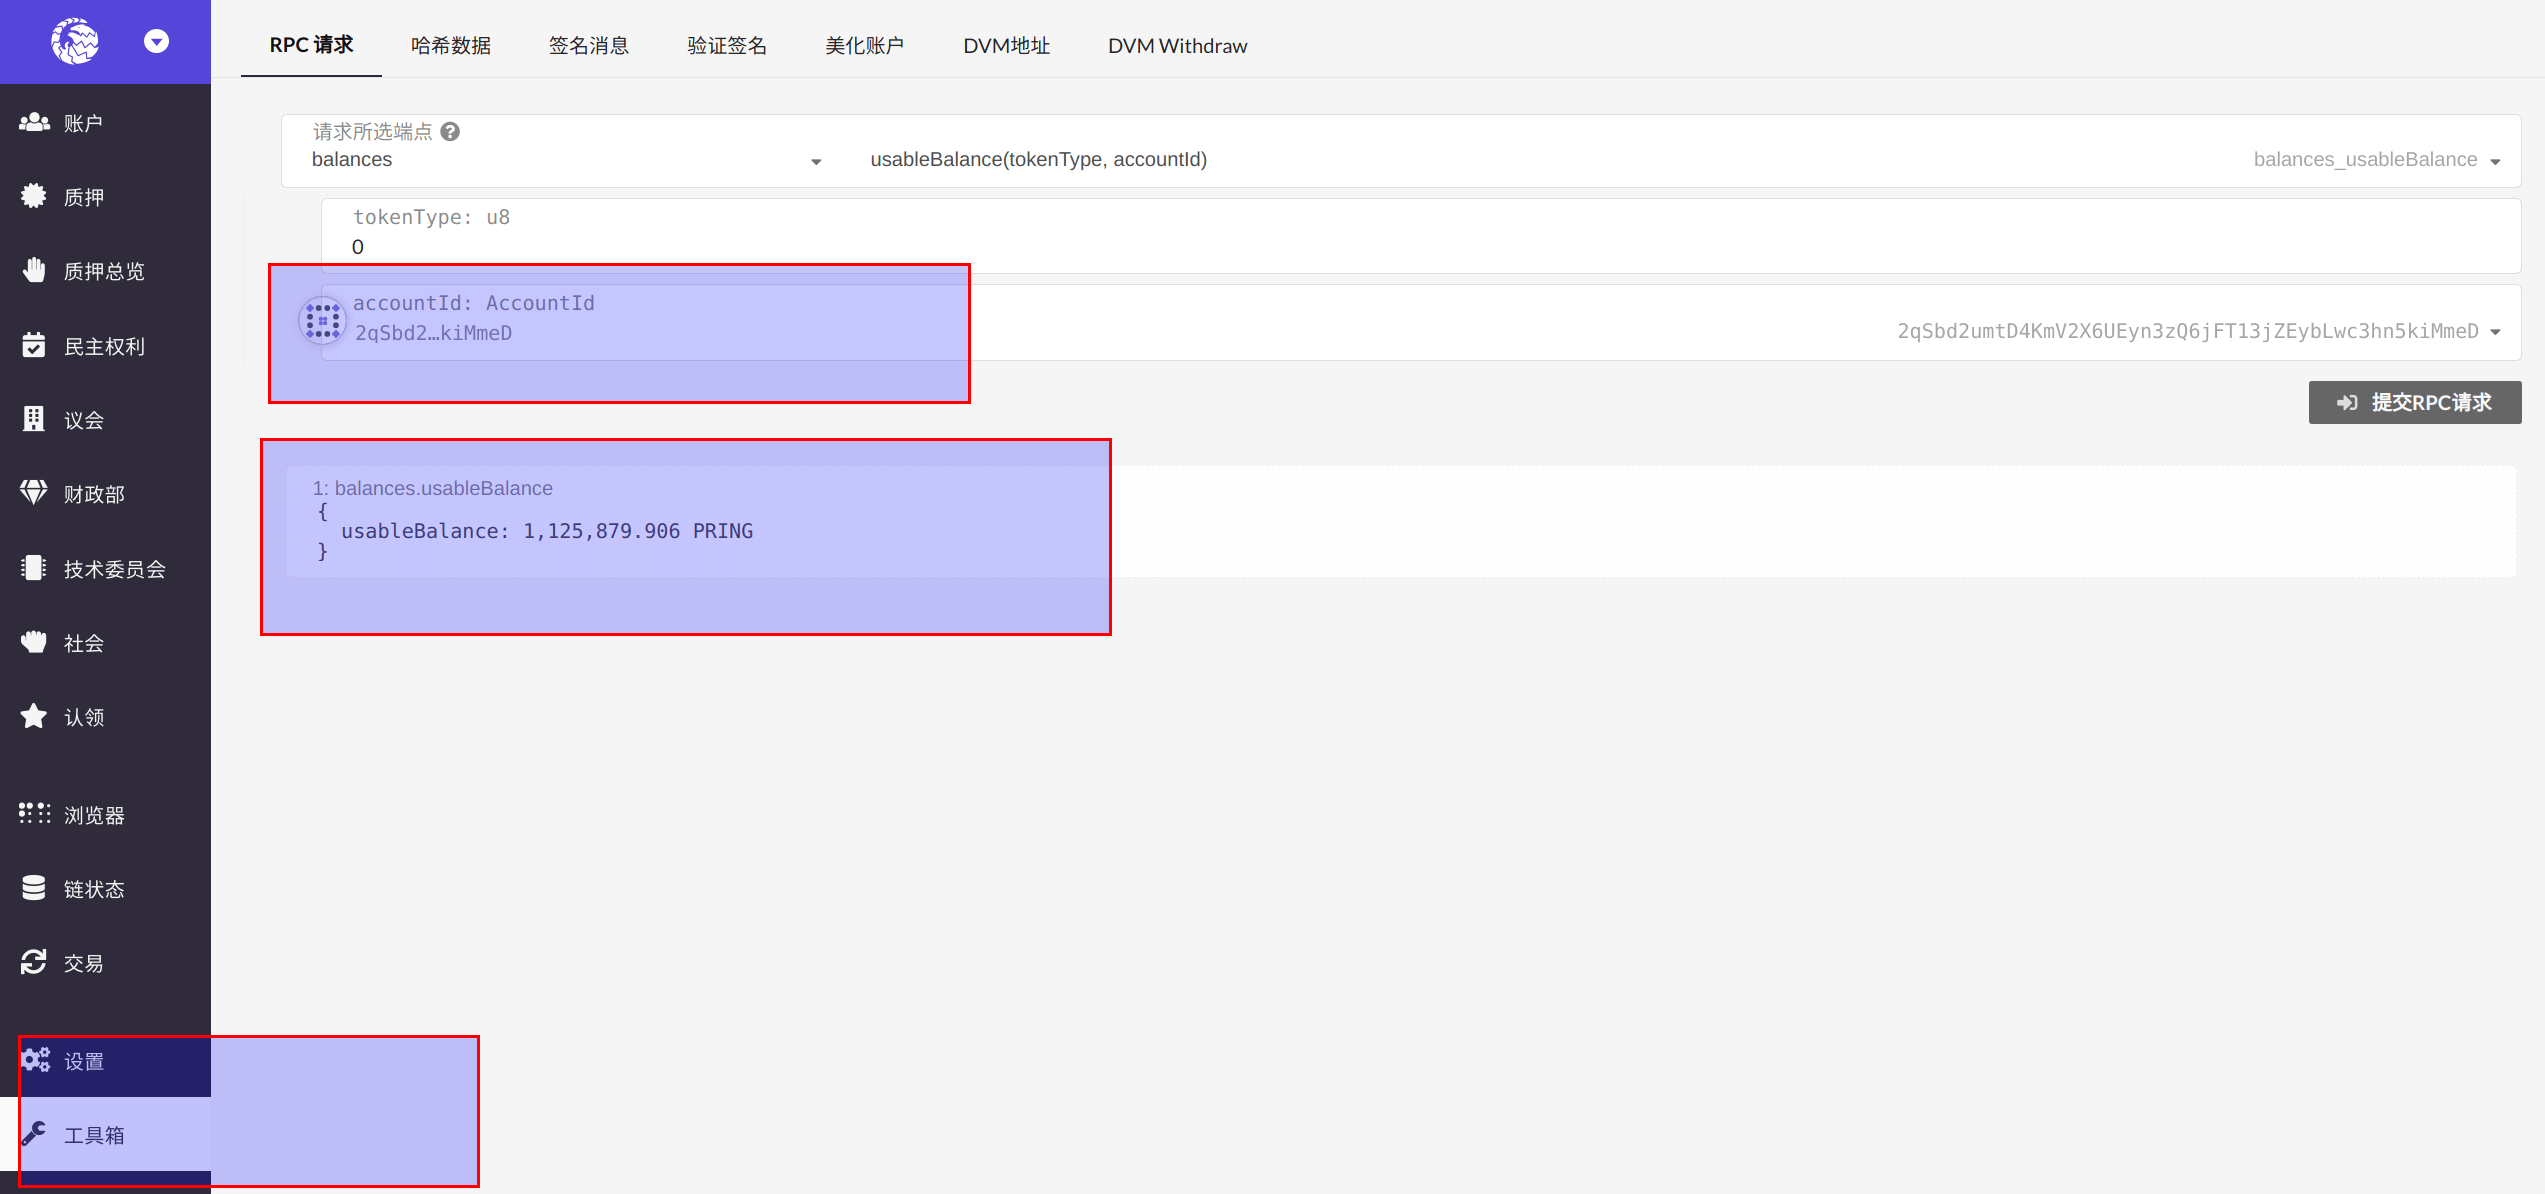 RPC 请求 哈希数据 签名消息 验证签名 美化账户 DVM地址 DVM Withdraw
账户
质押
质押总览
民主权利
议会
财政部
技术委员会
社会
认领
浏览器
链状态
交易
设置
工具箱
请求所选端点
balances usableBalance(tokenType, accountId) balances_usableBalance
tokenType: u8
0
accountId: AccountId
2qSbd2…kiMmeD 2qSbd2umtD4KmV2X6UEyn3zQ6jFT13jZEybLwc3hn5kiMmeD
提交RPC请求
1: balances.usableBalance
{
usableBalance: 1,125,879.906 PRING
}